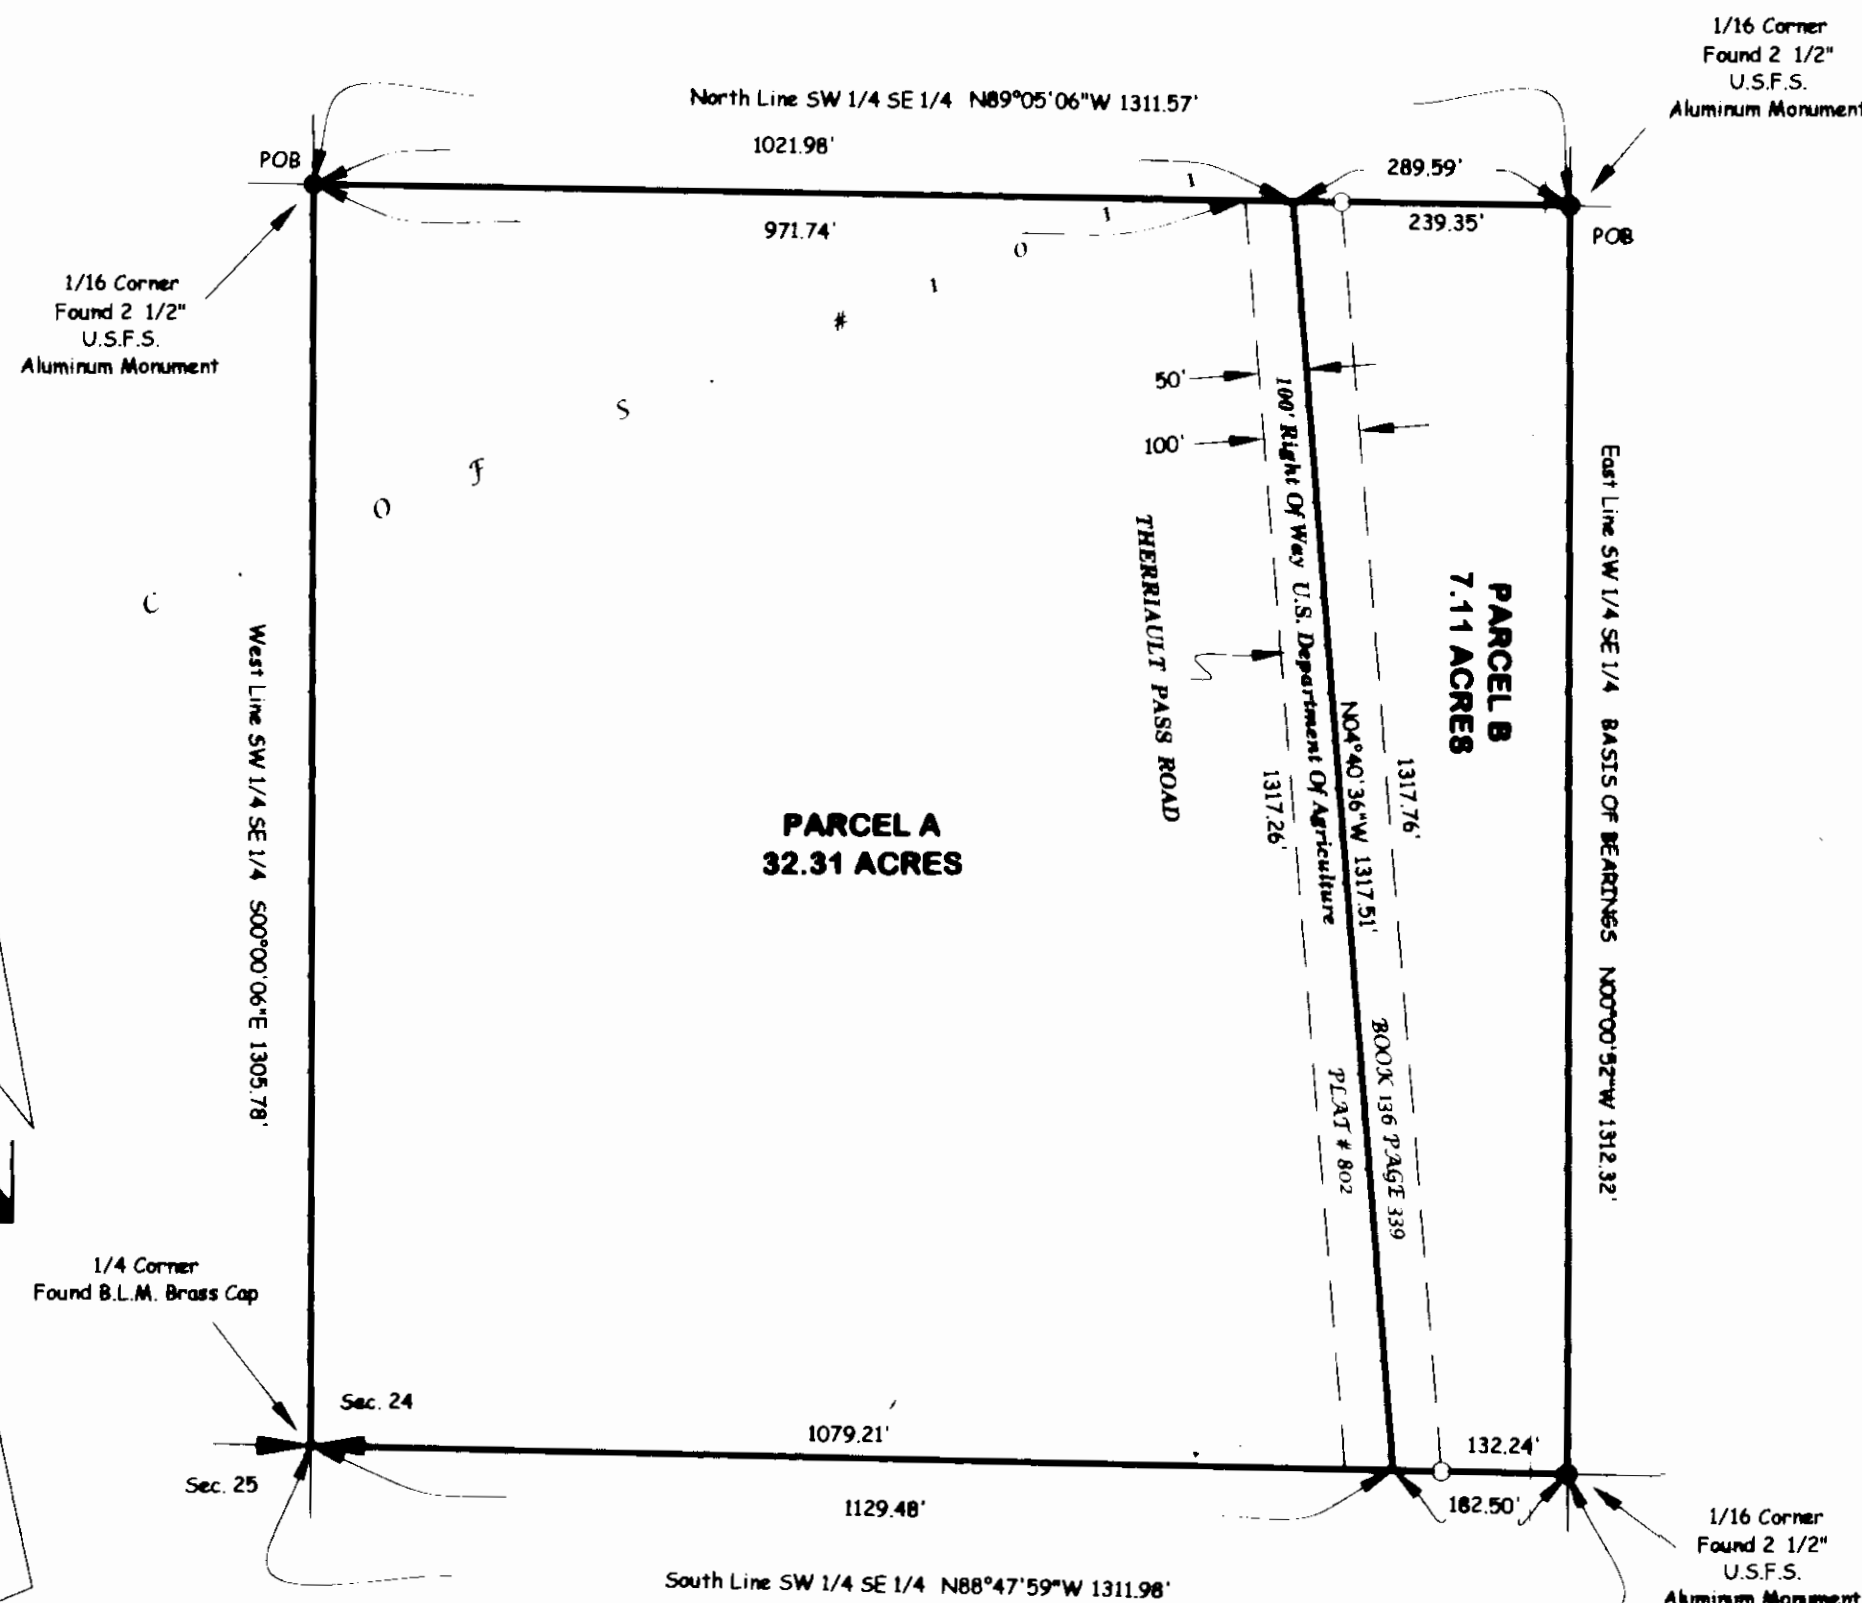 1/16 Corner
Found 2 1/2"
U.S.F.S.
Aluminum Monument
North Line SW 1/4 SE 1/4 N89°05'06"W 1311.57'
1021.98'
289.59'
POB
971.74'
239.35'
POB
1/16 Corner
Found 2 1/2"
U.S.F.S.
Aluminum Monument
C O F S # 1 0 1 1
50'
100'
100' Right Of Way U.S. Department Of Agriculture
THERRIAULT PASS ROAD
PARCEL B
7.11 ACRES
East Line SW 1/4 SE 1/4 BASIS OF BEARINGS N00°00'52"W 1312.32'
West Line SW 1/4 SE 1/4 S00°00'06"E 1305.78'
N04°40'36"W 1317.51'
1317.76'
1317.26'
PARCEL A
32.31 ACRES
BOOK 136 PAGE 339
PLAT # 802
1/4 Corner
Found B.L.M. Brass Cap
Sec. 24
Sec. 25
1079.21'
132.24'
1129.48'
182.50'
South Line SW 1/4 SE 1/4 N88°47'59"W 1311.98'
1/16 Corner
Found 2 1/2"
U.S.F.S.
Aluminum Monument